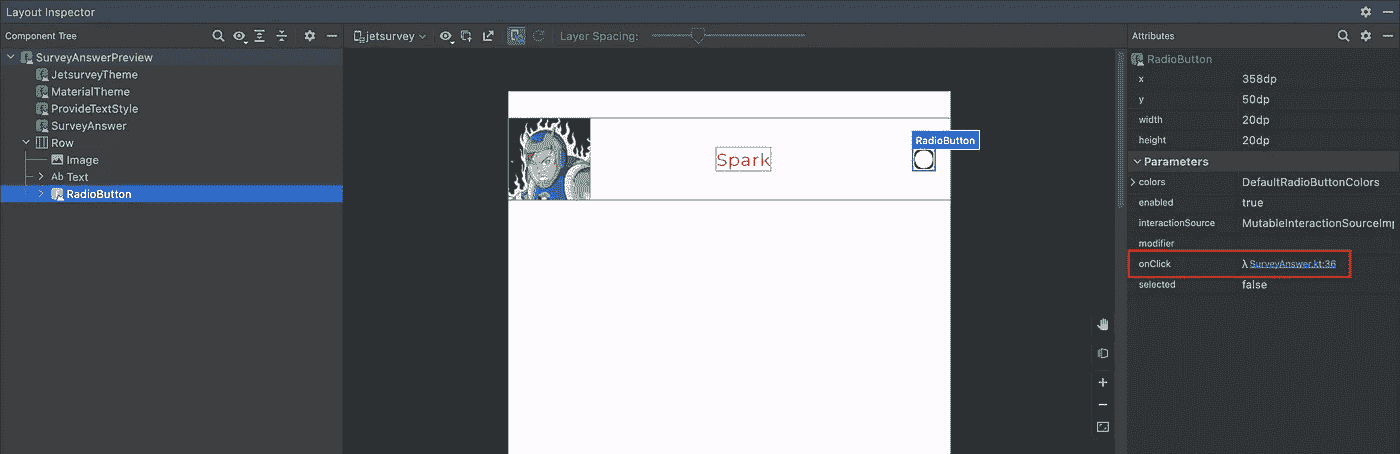 Layout Inspector
Component Tree
jetsurvey
Layer Spacing:
Attributes
SurveyAnswerPreview
JetsurveyTheme
MaterialTheme
ProvideTextStyle
SurveyAnswer
Row
Image
Ab Text
RadioButton
RadioButton
Spark
RadioButton
x 358dp
y 50dp
width 20dp
height 20dp
Parameters
colors DefaultRadioButtonColors
enabled true
interactionSource MutableInteractionSourceImp
modifier
onClick λ SurveyAnswer.kt:36
selected false